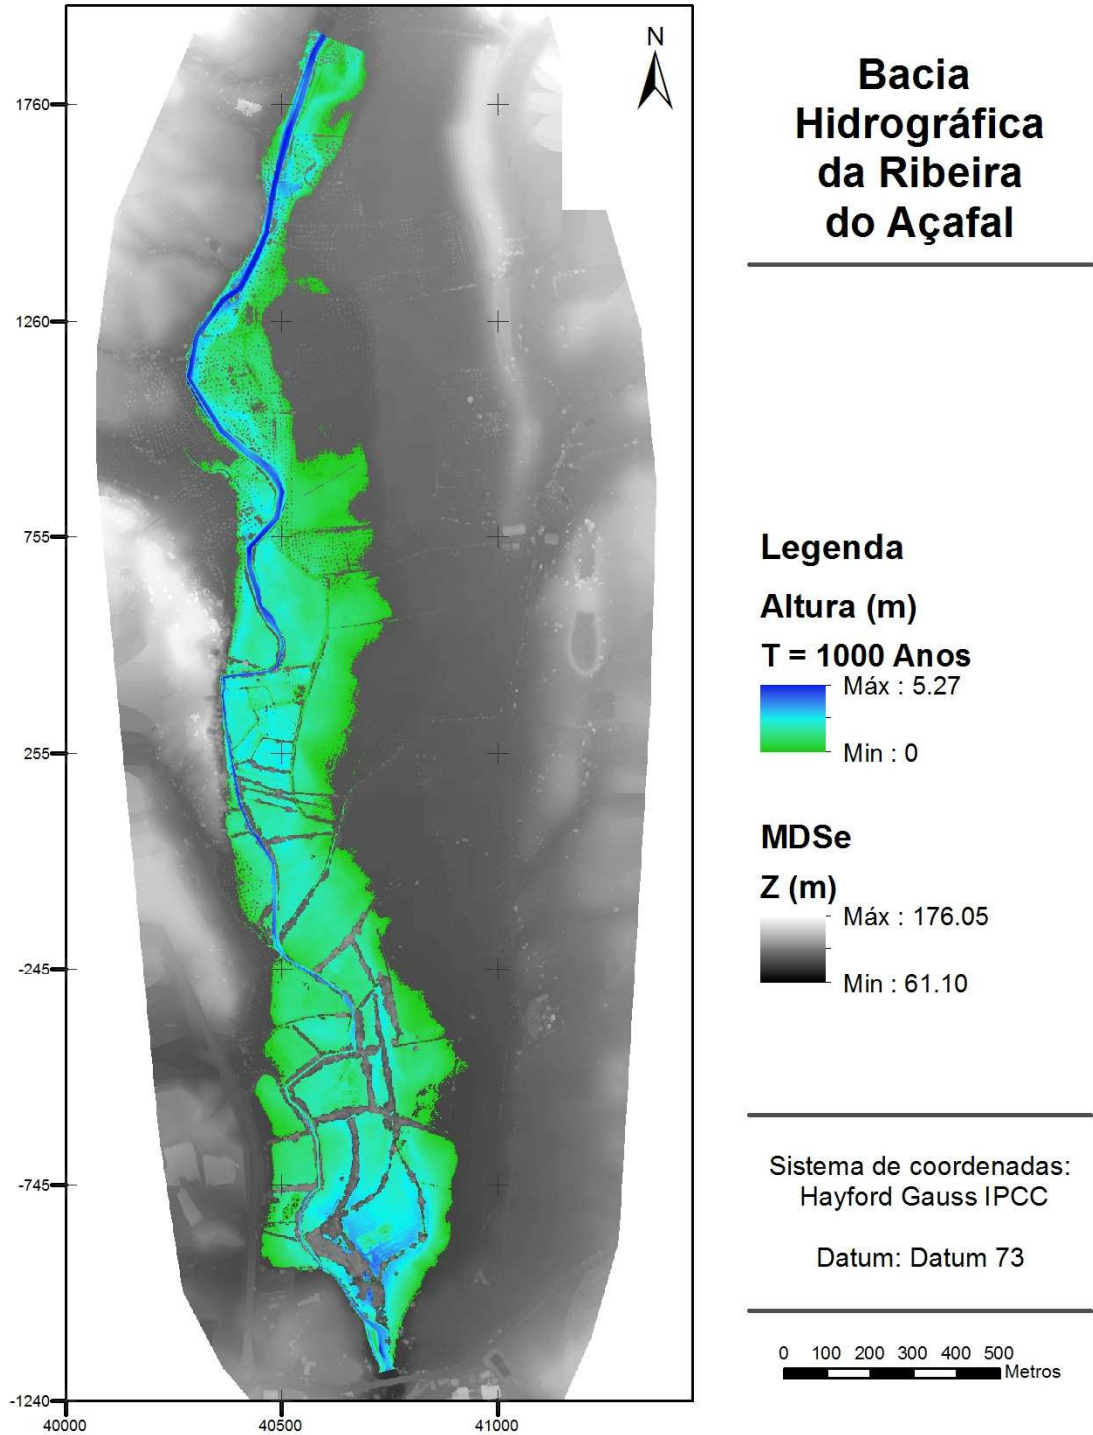 N
1760
1260
755
255
-245
-745
-1240
40000
40500
41000
Bacia
Hidrográfica
da Ribeira
do Açafal
Legenda
Altura (m)
T = 1000 Anos
Máx : 5.27
Min : 0
MDSe
Z (m)
Máx : 176.05
Min : 61.10
Sistema de coordenadas:
Hayford Gauss IPCC
Datum: Datum 73
0 100 200 300 400 500
Metros